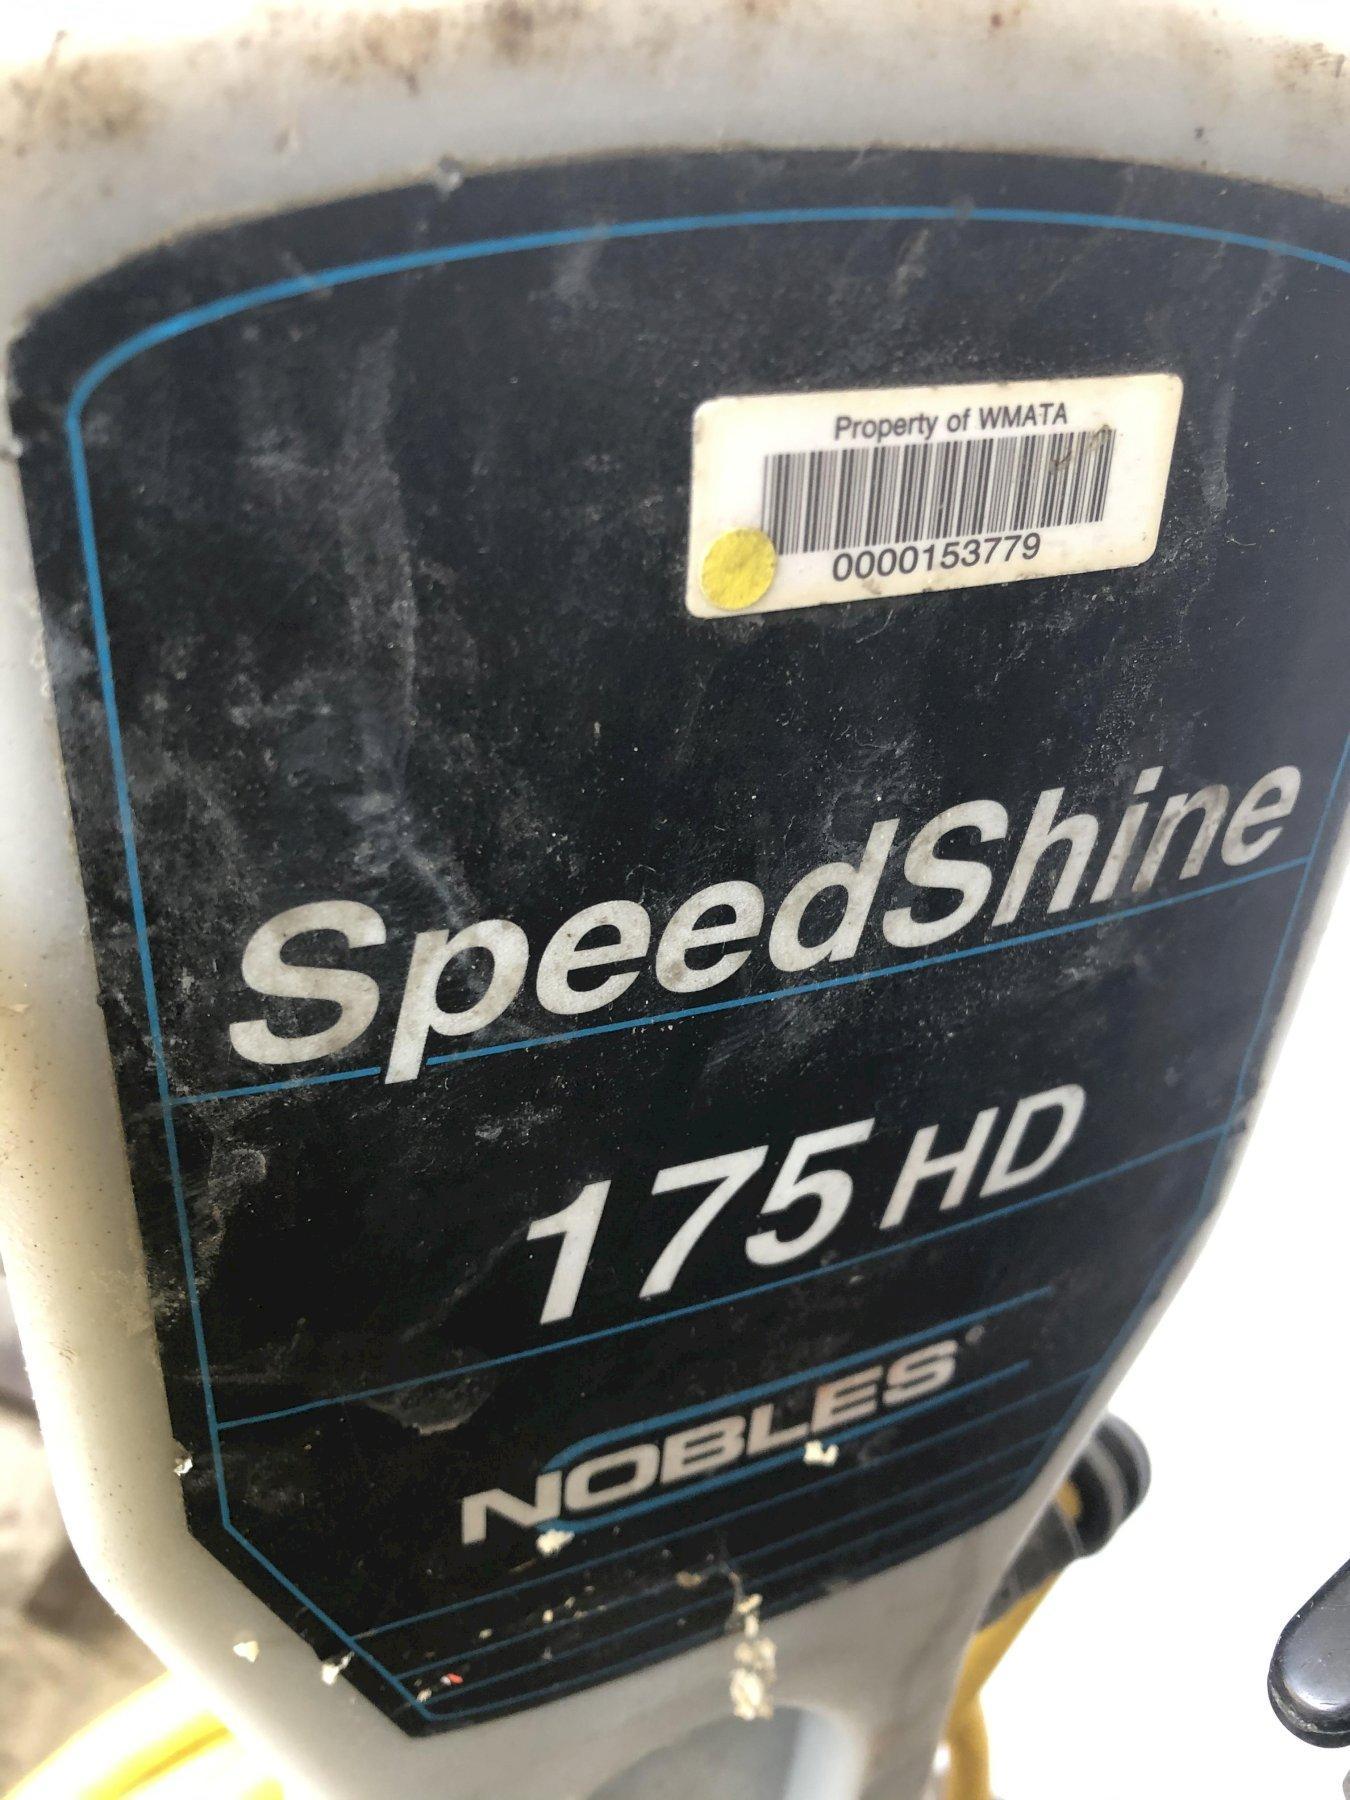 Property of WMATA
0000153779
SpeedShine
175 HD
NOBLES